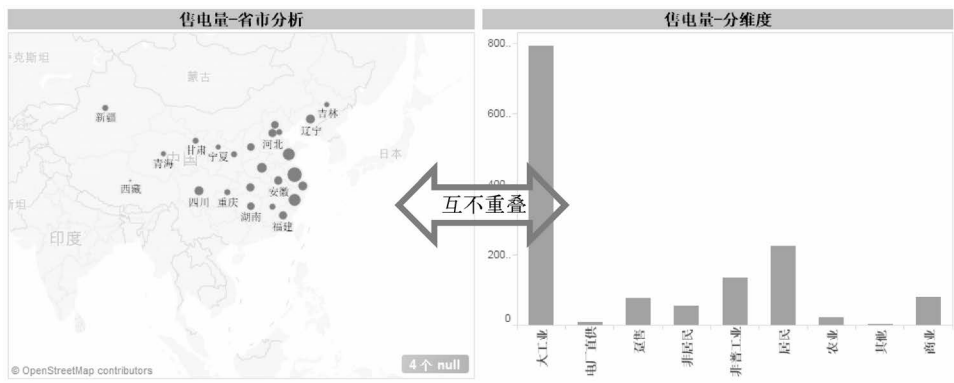 售电量-省市分析
售电量-分维度
克斯坦
蒙古
新疆
吉林
辽宁
河北
日本
甘肃
宁夏
青海
中国
西藏
四川
重庆
安徽
湖南
福建
斯坦
印度
© OpenStreetMap contributors
4 个 null
互不重叠
800..
600..
400..
200..
0
大工业
电厂直供
趸售
非居民
非普工业
居民
农业
其他
商业